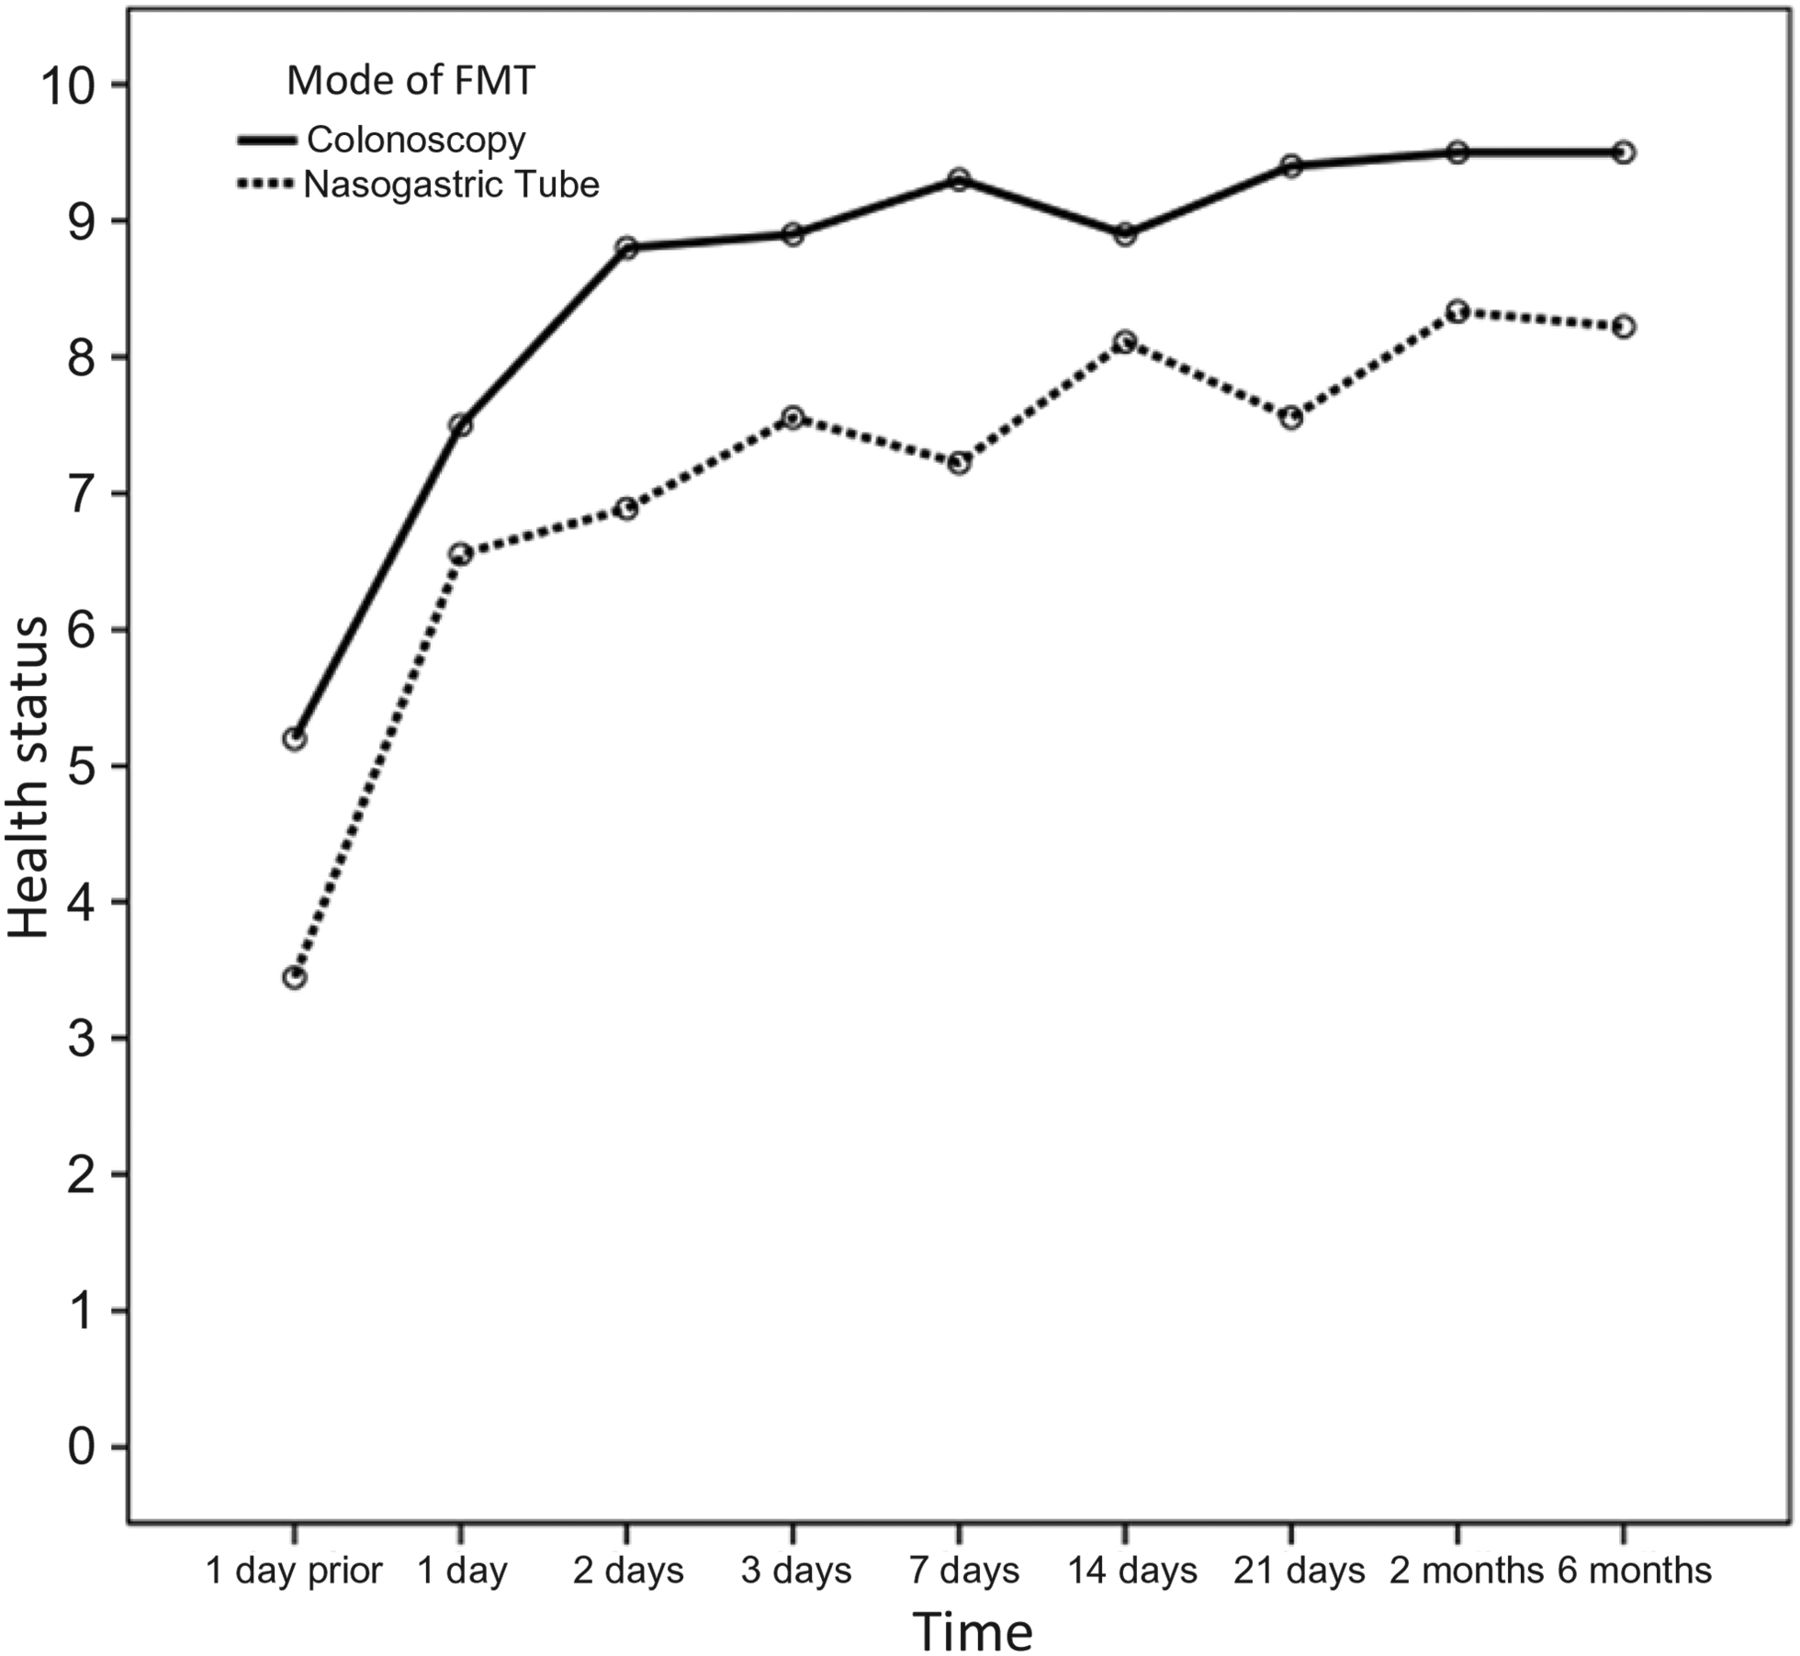 Mode of FMT
Colonoscopy
Nasogastric Tube
10
9
8
7
6
5
4
3
2
1
0
Health status
1 day prior 1 day 2 days 3 days 7 days 14 days 21 days 2 months 6 months
Time